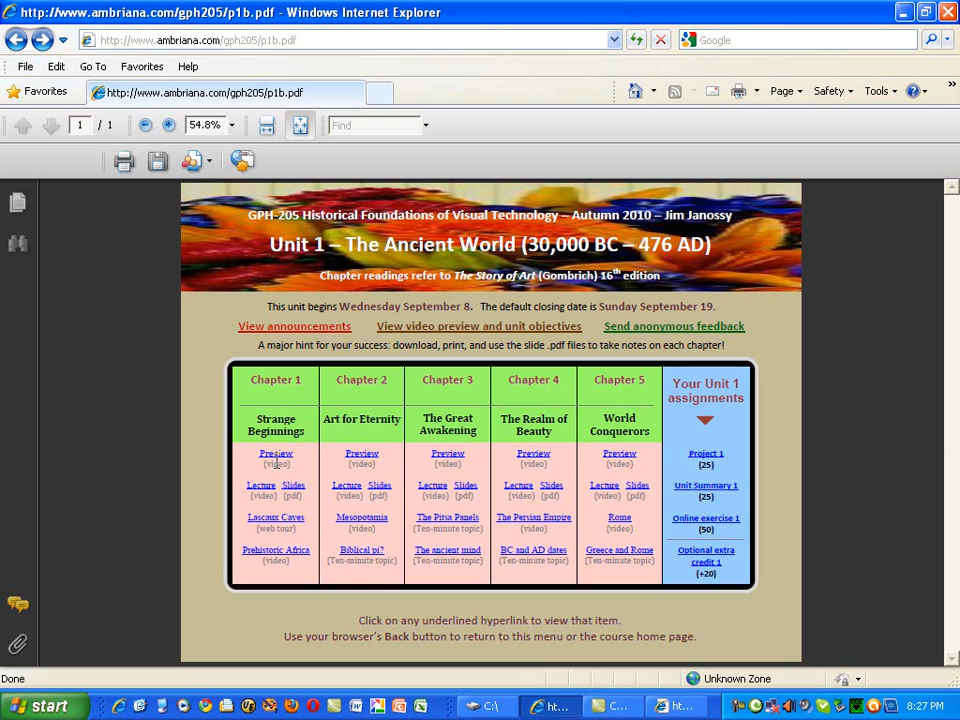 http://www.ambriana.com/gph205/p1b.pdf - Windows Internet Explorer
http://www.ambriana.com/gph205/p1b.pdf
Google
File Edit Go To Favorites Help
Favorites
http://www.ambriana.com/gph205/p1b.pdf
Page Safety Tools
1 / 1
54.8%
Find
GPH-205 Historical Foundations of Visual Technology – Autumn 2010 – Jim Janossy
Unit 1 – The Ancient World (30,000 BC – 476 AD)
Chapter readings refer to The Story of Art (Gombrich) 16th edition
This unit begins Wednesday September 8. The default closing date is Sunday September 19.
View announcements View video preview and unit objectives Send anonymous feedback
A major hint for your success: download, print, and use the slide .pdf files to take notes on each chapter!
Chapter 1 Chapter 2 Chapter 3 Chapter 4 Chapter 5 Your Unit 1
assignments
Strange Art for Eternity The Great The Realm of World
Beginnings Awakening Beauty Conquerors
Preview Preview Preview Preview Preview Project 1
(video) (video) (video) (video) (video) (25)
Lecture Slides Lecture Slides Lecture Slides Lecture Slides Lecture Slides Unit Summary 1
(video) (pdf) (video) (pdf) (video) (pdf) (video) (pdf) (video) (pdf) (25)
Lascaux Caves Mesopotamia The Pitsa Panels The Persian Empire Rome Online exercise 1
(web tour) (video) (Ten-minute topic) (video) (video) (50)
Prehistoric Africa Biblical pi? The ancient mind BC and AD dates Greece and Rome Optional extra
(video) (Ten-minute topic) (Ten-minute topic) (Ten-minute topic) (Ten-minute topic) credit 1
(+20)
Click on any underlined hyperlink to view that item.
Use your browser's Back button to return to this menu or the course home page.
Done Unknown Zone
start C:\ ht... C... ht... 8:27 PM